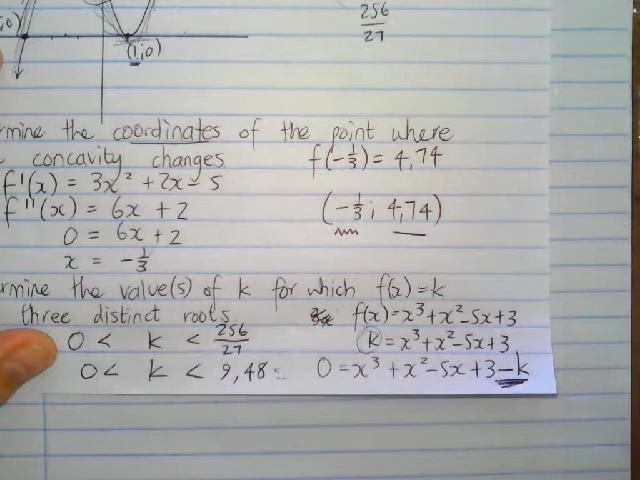 256
27
;0)
(1;0)
rmine the coordinates of the point where
concavity changes
f(-1/3) = 4,74
f'(x) = 3x² + 2x - 5
f''(x) = 6x + 2
(-1/3 ; 4,74)
0 = 6x + 2
x = -1/3
rmine the value(s) of k for which f(x) = k
three distinct roots.
f(x) = x³ + x² - 5x + 3
0 < k < 256/27
k = x³ + x² - 5x + 3
0 < k < 9,48
0 = x³ + x² - 5x + 3 - k